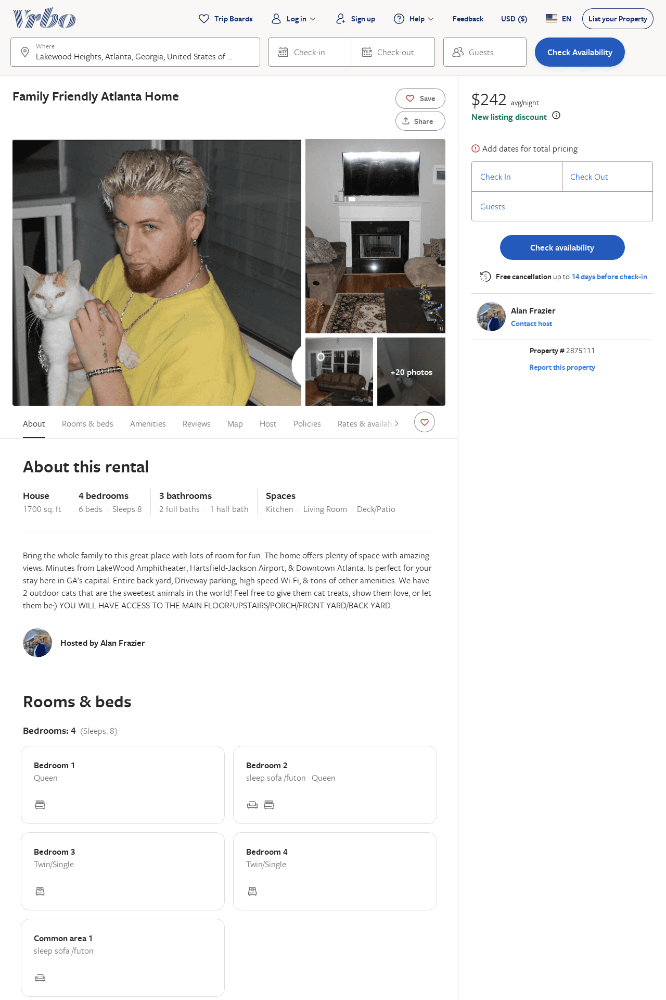 Vrbo
Trip Boards
Log in
Sign up
Help
Feedback
USD ($)
EN
List your Property
Where
Lakewood Heights, Atlanta, Georgia, United States of ...
Check-in
Check-out
Guests
Check Availability
Family Friendly Atlanta Home
Save
Share
+20 photos
$242 avg/night
New listing discount
Add dates for total pricing
Check In
Check Out
Guests
Check availability
Free cancellation up to 14 days before check-in
Alan Frazier
Contact host
Property # 2875111
Report this property
About
Rooms & beds
Amenities
Reviews
Map
Host
Policies
Rates & availab
About this rental
House
1700 sq. ft
4 bedrooms
6 beds · Sleeps 8
3 bathrooms
2 full baths · 1 half bath
Spaces
Kitchen · Living Room · Deck/Patio
Bring the whole family to this great place with lots of room for fun. The home offers plenty of space with amazing
views. Minutes from LakeWood Amphitheater, Hartsfield-Jackson Airport, & Downtown Atlanta. Is perfect for your
stay here in GA’s capital. Entire back yard, Driveway parking, high speed Wi-Fi, & tons of other amenities. We have
2 outdoor cats that are the sweetest animals in the world! Feel free to give them cat treats, show them love, or let
them be:) YOU WILL HAVE ACCESS TO THE MAIN FLOOR?UPSTAIRS/PORCH/FRONT YARD/BACK YARD.
Hosted by Alan Frazier
Rooms & beds
Bedrooms: 4 (Sleeps: 8)
Bedroom 1
Queen
Bedroom 2
sleep sofa /futon · Queen
Bedroom 3
Twin/Single
Bedroom 4
Twin/Single
Common area 1
sleep sofa /futon